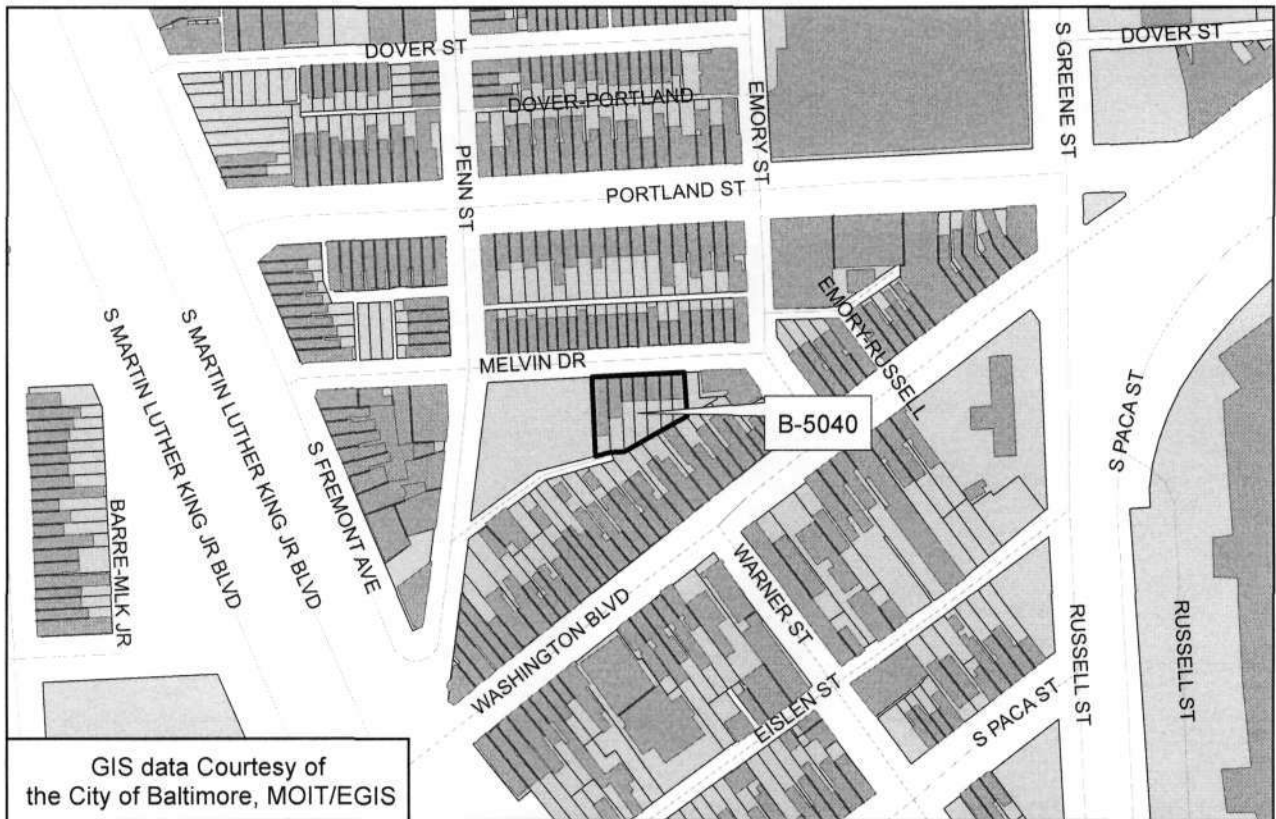 DOVER ST
S GREENE ST
DOVER ST
DOVER-PORTLAND
EMORY ST
PENN ST
PORTLAND ST
S MARTIN LUTHER KING JR BLVD
S MARTIN LUTHER KING JR BLVD
EMORY-RUSSELL
MELVIN DR
B-5040
S PACA ST
S FREMONT AVE
BARRE-MLK JR
WASHINGTON BLVD
WARNER ST
RUSSELL ST
RUSSELL ST
EISLEN ST
S PACA ST
GIS data Courtesy of
the City of Baltimore, MOIT/EGIS